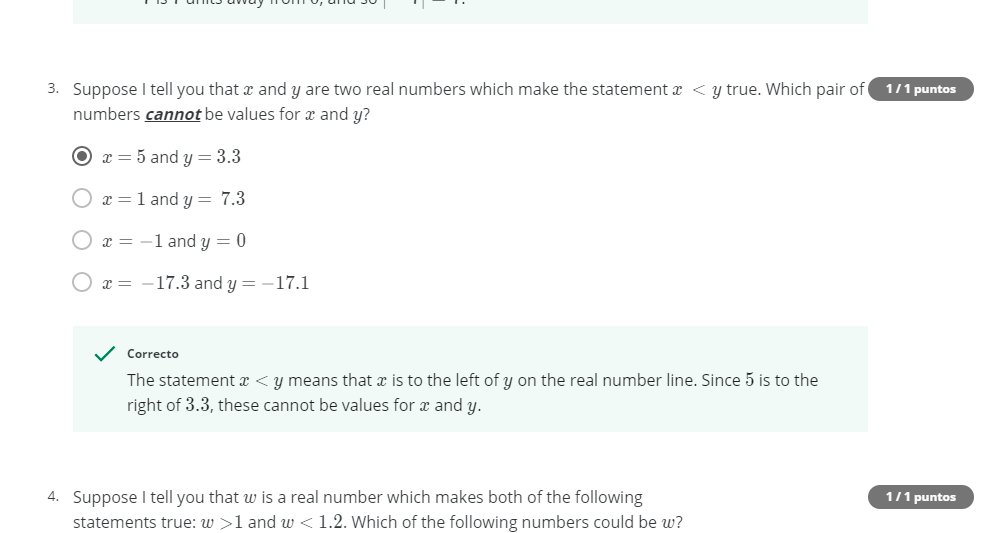 3. Suppose I tell you that x and y are two real numbers which make the statement x < y true. Which pair of 1 / 1 puntos
numbers cannot be values for x and y?
x = 5 and y = 3.3
x = 1 and y = 7.3
x = −1 and y = 0
x = −17.3 and y = −17.1
Correcto
The statement x < y means that x is to the left of y on the real number line. Since 5 is to the
right of 3.3, these cannot be values for x and y.
4. Suppose I tell you that w is a real number which makes both of the following 1 / 1 puntos
statements true: w >1 and w < 1.2. Which of the following numbers could be w?